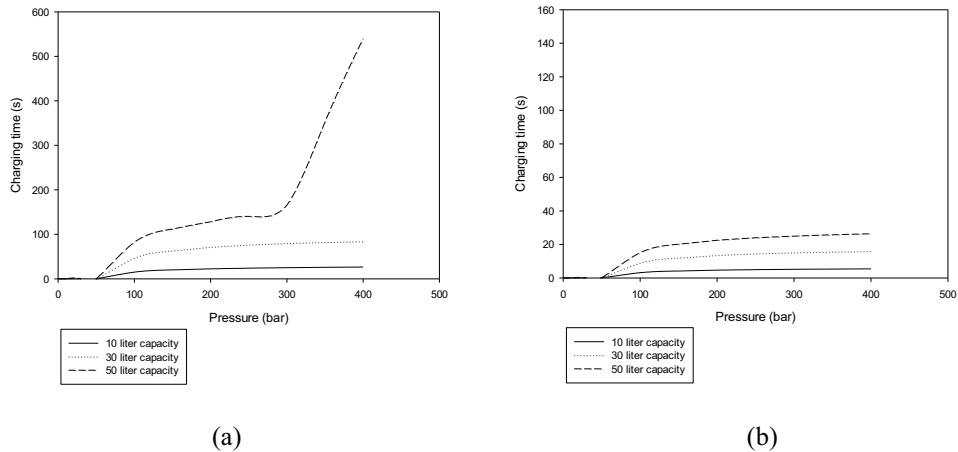 600
500
400
300
200
100
0
Charging time (s)
0 100 200 300 400 500
Pressure (bar)
10 liter capacity
30 liter capacity
50 liter capacity
(a)
160
140
120
100
80
60
40
20
0
Charging time (s)
0 100 200 300 400 500
Pressure (bar)
10 liter capacity
30 liter capacity
50 liter capacity
(b)